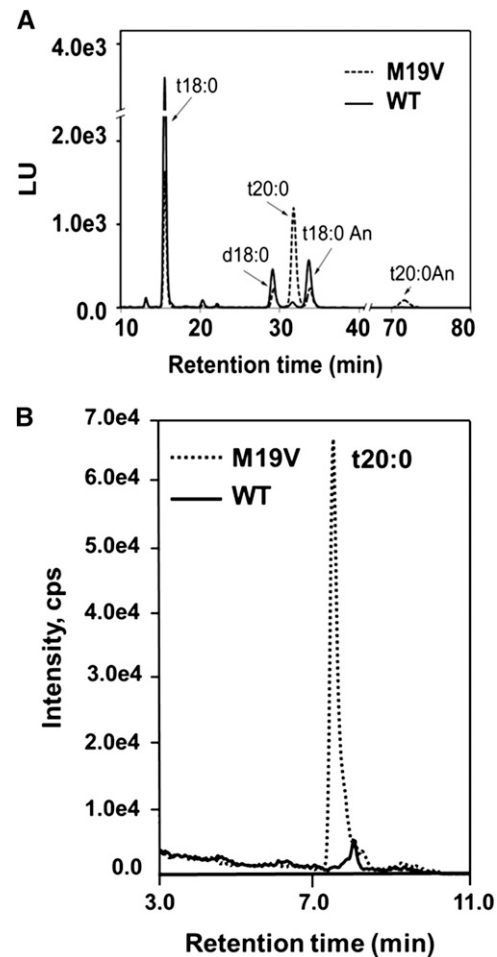 A
4.0e3
2.0e3
1.0e3
0.0
LU
M19V
WT
t18:0
t20:0
d18:0
t18:0 An
t20:0An
10 20 30 40 70 80
Retention time (min)
B
7.0e4
6.0e4
5.0e4
4.0e4
3.0e4
2.0e4
1.0e4
0.0
Intensity, cps
M19V
WT
t20:0
3.0 7.0 11.0
Retention time (min)